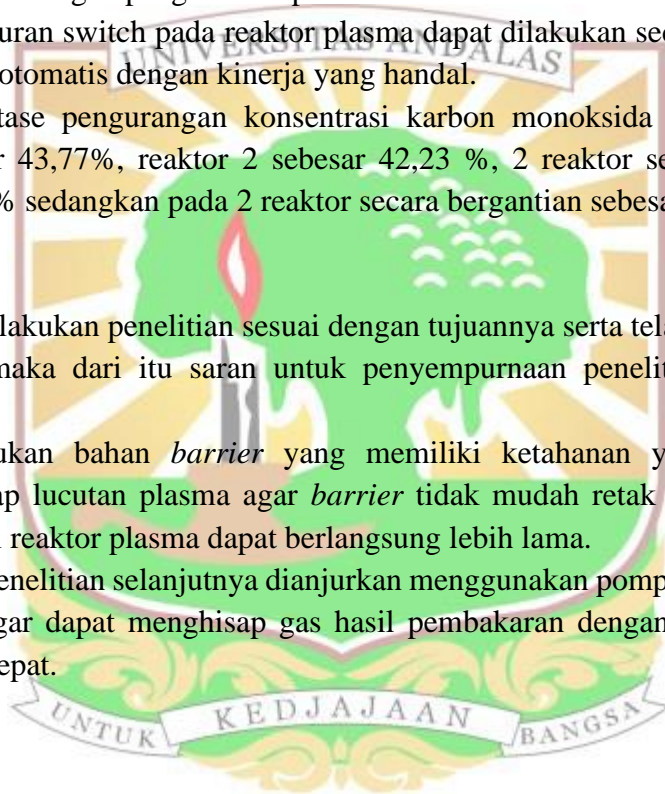 uran switch pada reaktor plasma dapat dilakukan sec
otomatis dengan kinerja yang handal.
tase pengurangan konsentrasi karbon monoksida
r 43,77%, reaktor 2 sebesar 42,23 %, 2 reaktor se
% sedangkan pada 2 reaktor secara bergantian sebesa
lakukan penelitian sesuai dengan tujuannya serta tela
maka dari itu saran untuk penyempurnaan penelit
ukan bahan barrier yang memiliki ketahanan y
ap lucutan plasma agar barrier tidak mudah retak
reaktor plasma dapat berlangsung lebih lama.
enelitian selanjutnya dianjurkan menggunakan pomp
gar dapat menghisap gas hasil pembakaran dengan
epat.
UNIVERSITAS ANDALAS
UNTUK KEDJAJAAN BANGSA